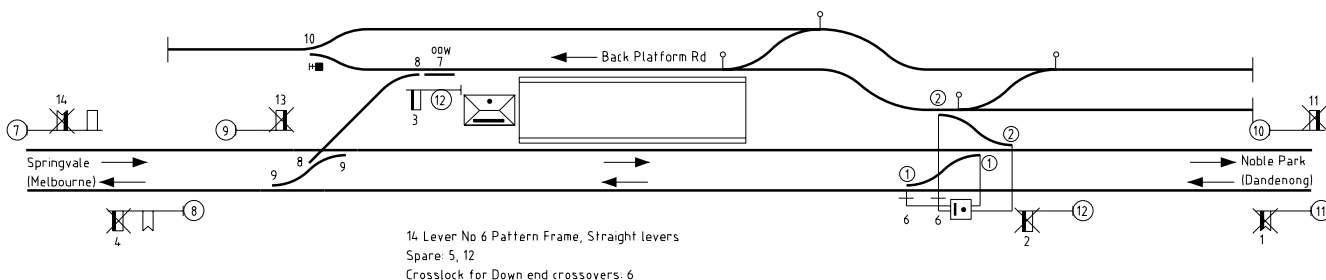 10
OOW
8 7
Back Platform Rd
14
13
12
3
11
7
9
10
2
2
Springvale
(Melbourne)
8
9
9
1
1
Noble Park
(Dandenong)
8
4
6
6
12
2
11
1
14 Lever No 6 Pattern Frame, Straight levers
Spare: 5, 12
Crosslock for Down end crossovers: 6